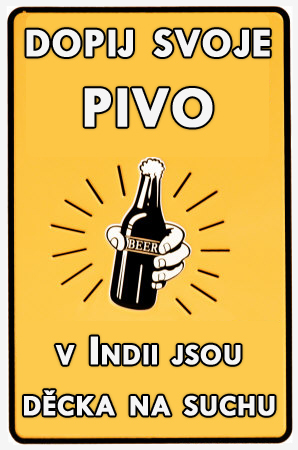 DOPIJ SVOJE
PIVO
BEER
V INDII JSOU
DĚCKA NA SUCHU